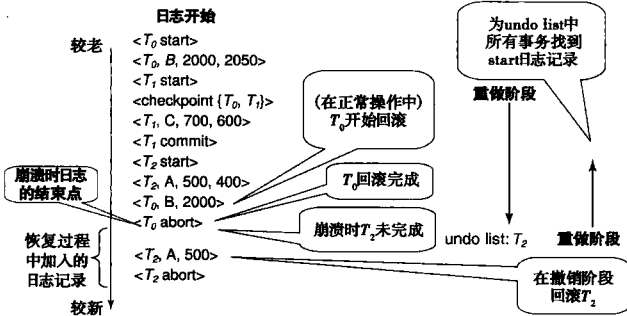 日志开始
较老
<T₀ start>
<T₀, B, 2000, 2050>
<T₁ start>
<checkpoint {T₀, T₁}>
<T₁, C, 700, 600>
<T₁ commit>
<T₂ start>
<T₂, A, 500, 400>
<T₀, B, 2000>
<T₀ abort>
<T₂, A, 500>
<T₂ abort>
崩溃时日志
的结束点
恢复过程
中加入的
日志记录
较新
(在正常操作中)
T₀开始回滚
T₀回滚完成
崩溃时T₂未完成
为undo list中
所有事务找到
start日志记录
重做阶段
undo list: T₂
重做阶段
在撤销阶段
回滚T₂